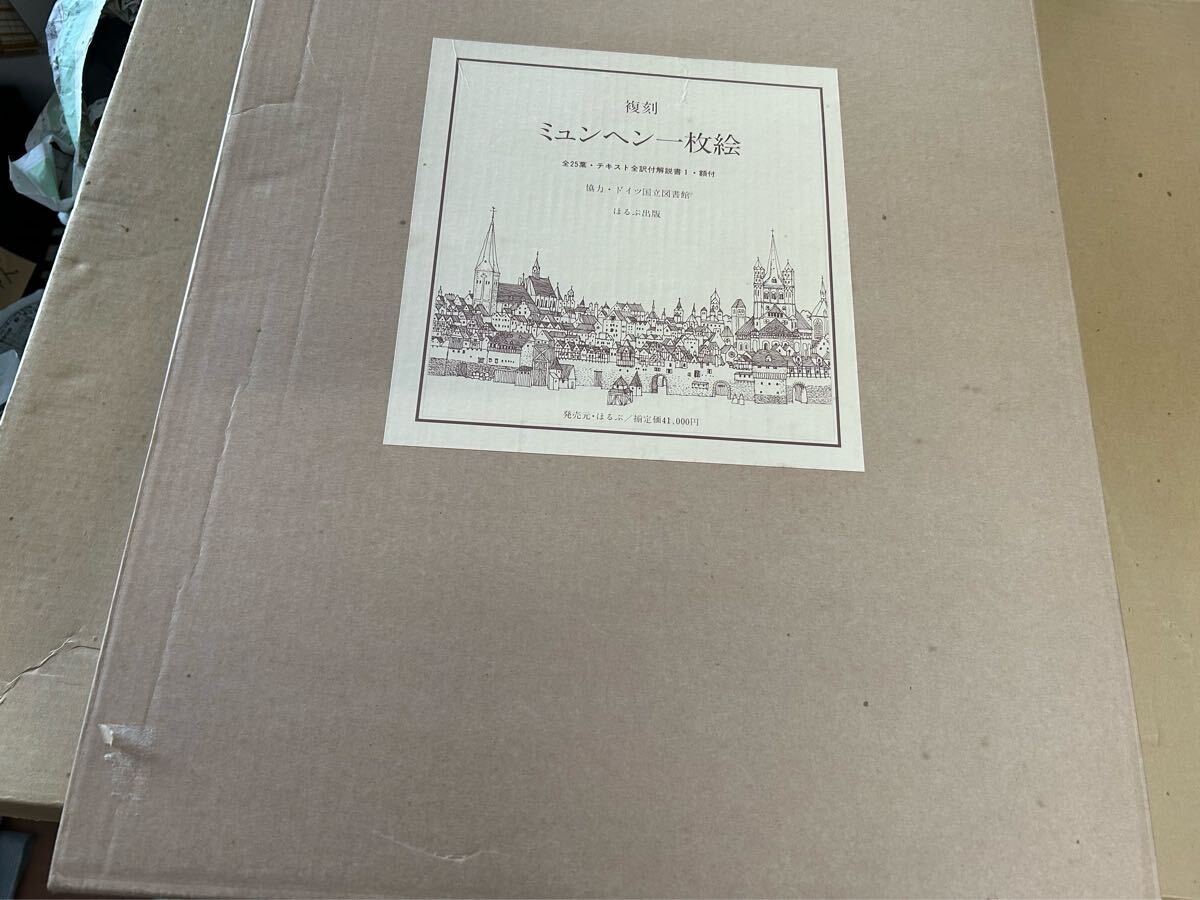 複刻
ミュンヘン一枚絵
全25葉・テキスト全訳付解説書1・額付
協力・ドイツ国立図書館
ほるぷ出版
発売元・ほるぷ/揃定価41,000円